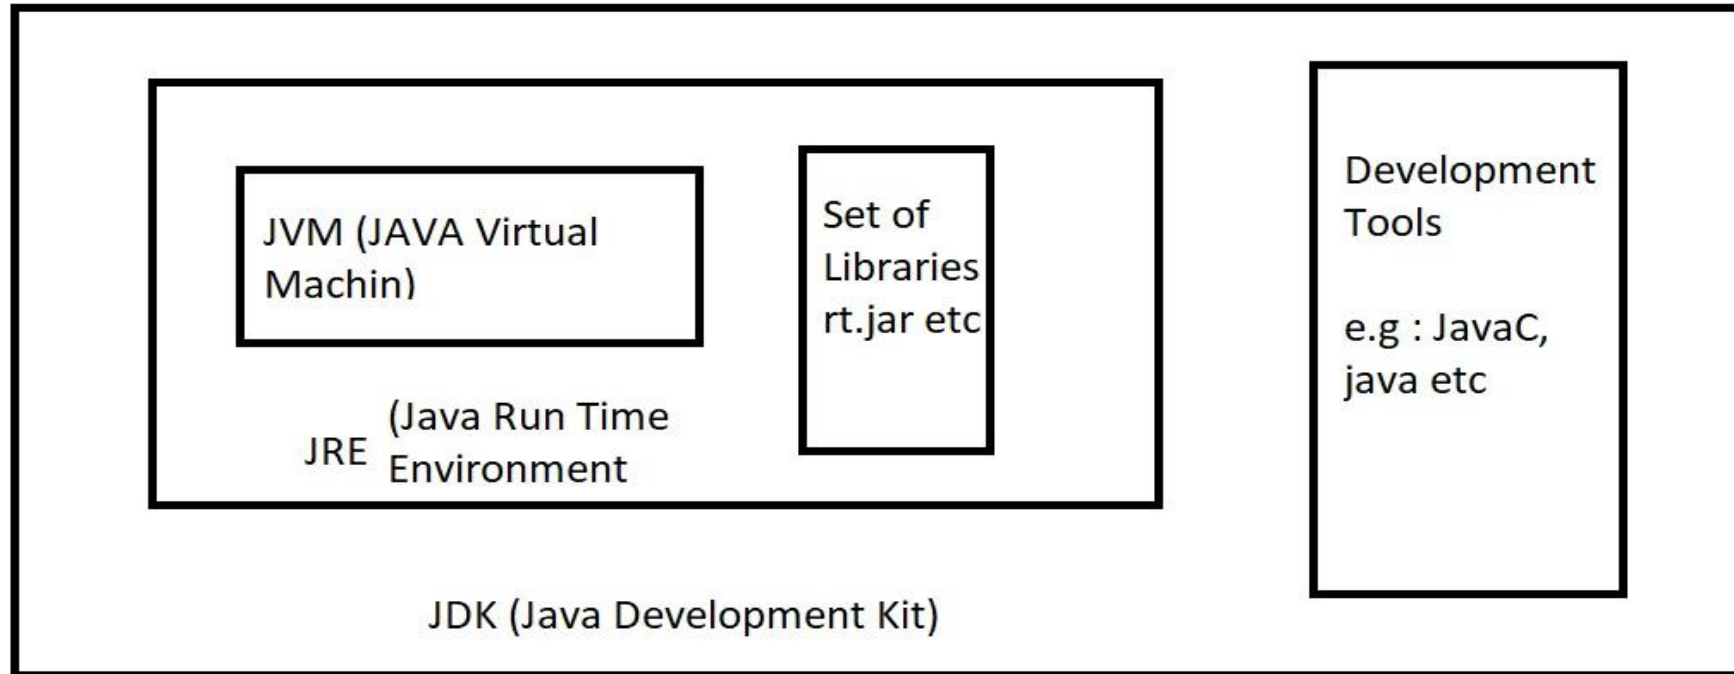 JVM (JAVA Virtual
Machin)
Set of
Libraries
rt.jar etc
JRE
(Java Run Time
Environment
Development
Tools
e.g : JavaC,
java etc
JDK (Java Development Kit)